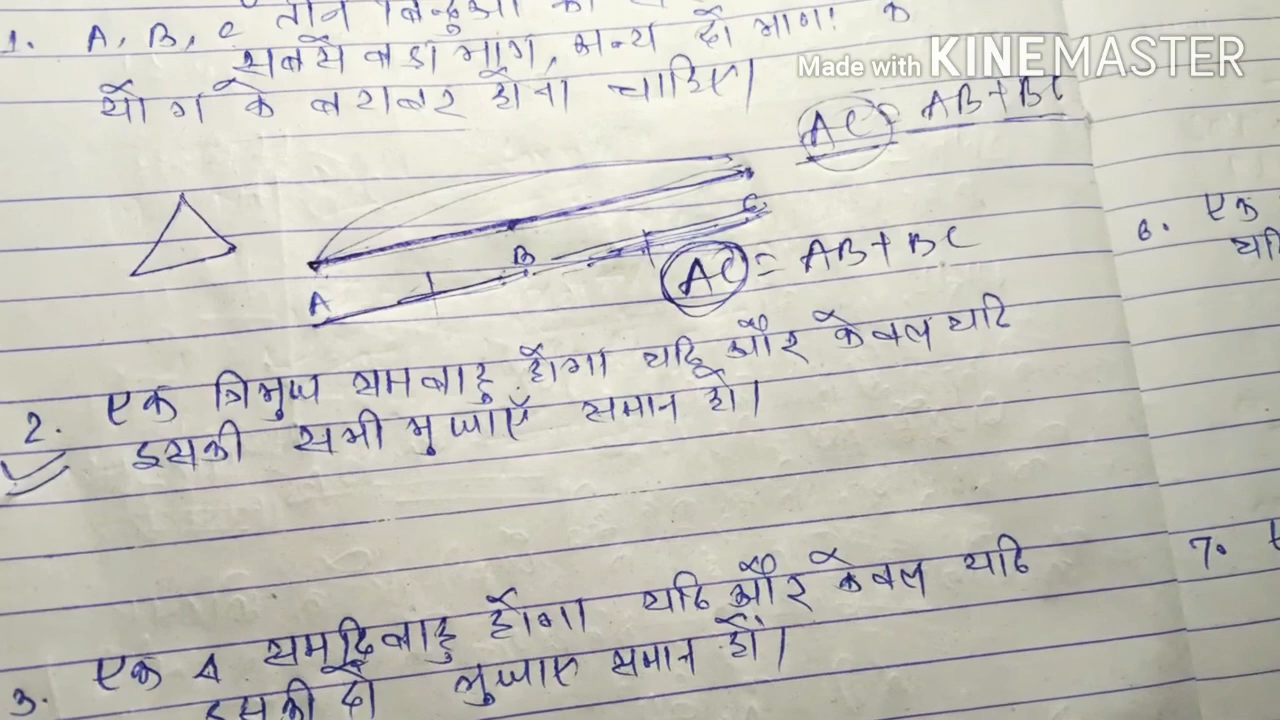 1. A, B, C तीन बिन्दुओं
सबसे बडा भाग, अन्य दो भागों के
योग के बराबर होना चाहिए।
Made with KINEMASTER
AC = AB + BC
A B C
AC = AB + BC
2. एक त्रिभुज समबाहु होगा यदि और केवल यदि
इसकी सभी भुजाएँ समान हो।
3. एक Δ समद्विबाहु होगा यदि और केवल यदि
इसकी दो भुजाए समान हों।
6. एक
यदि
7.